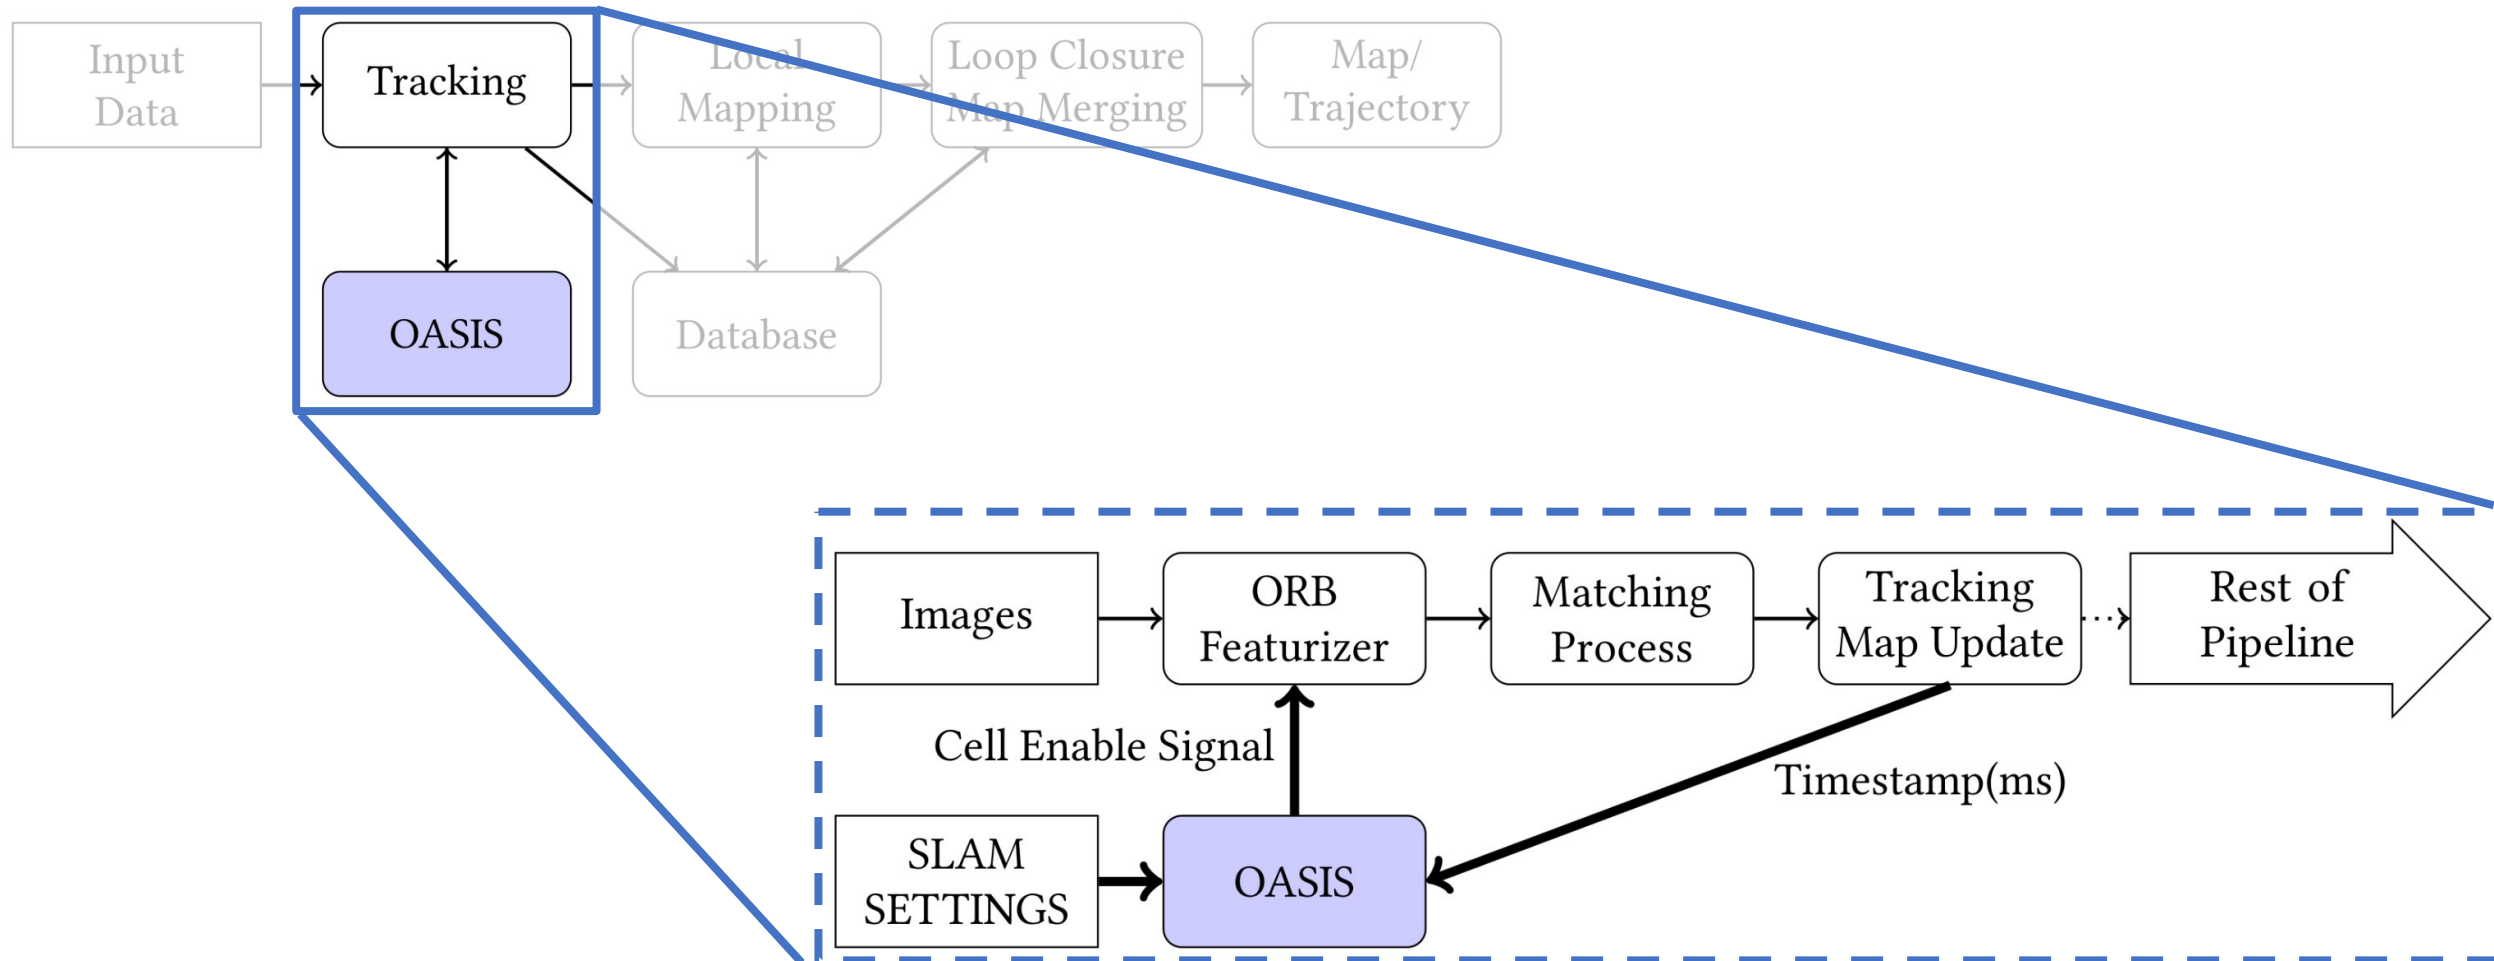 Input
Data
Tracking
Local
Mapping
Loop Closure
Map Merging
Map/
Trajectory
OASIS
Database
Images
ORB
Featurizer
Matching
Process
Tracking
Map Update
Rest of
Pipeline
Cell Enable Signal
Timestamp(ms)
SLAM
SETTINGS
OASIS